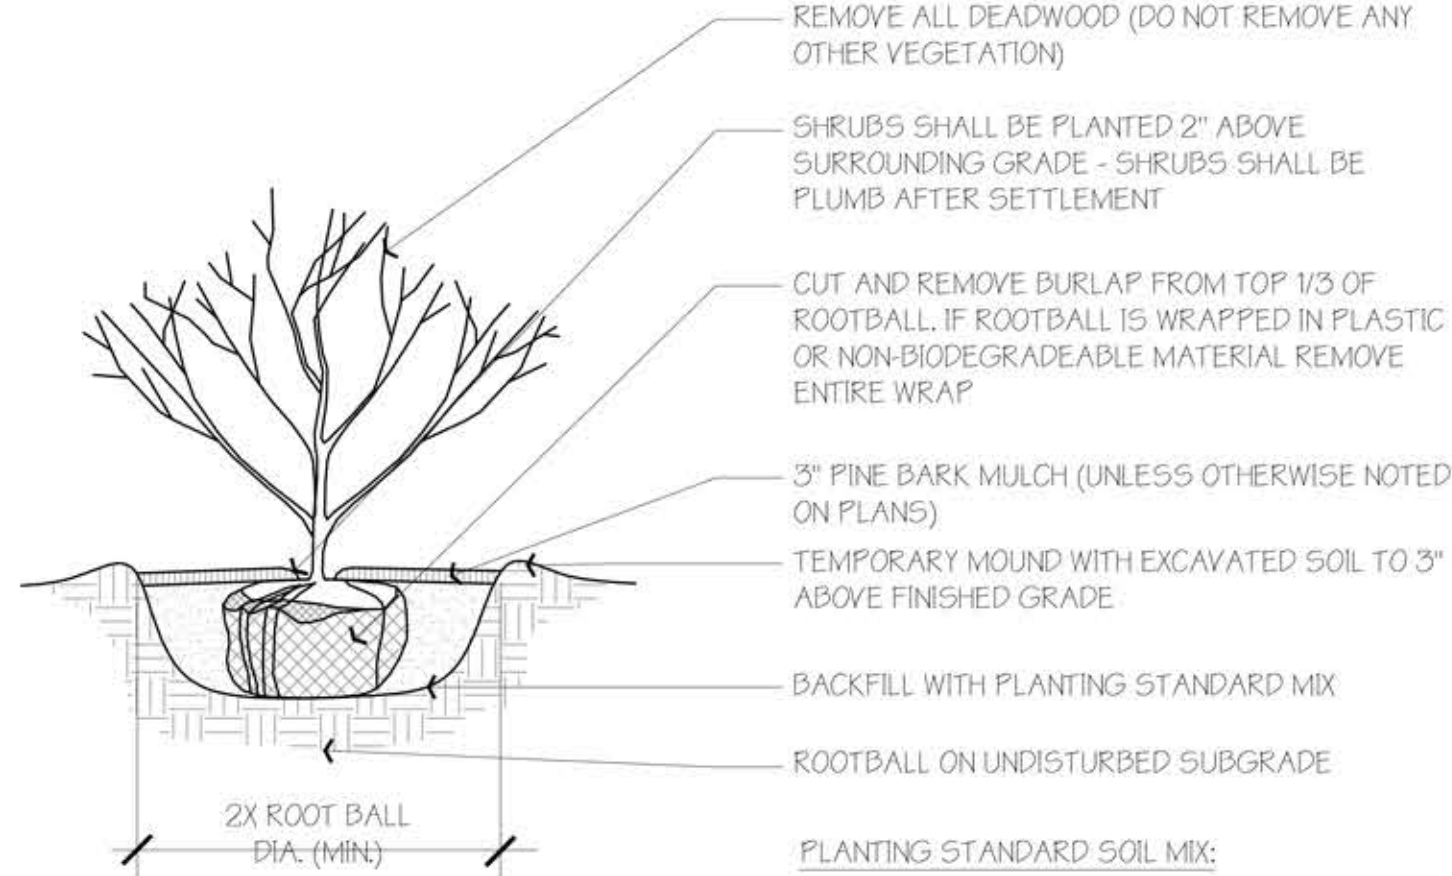 REMOVE ALL DEADWOOD (DO NOT REMOVE ANY
OTHER VEGETATION)
SHRUBS SHALL BE PLANTED 2" ABOVE
SURROUNDING GRADE - SHRUBS SHALL BE
PLUMB AFTER SETTLEMENT
CUT AND REMOVE BURLAP FROM TOP 1/3 OF
ROOTBALL. IF ROOTBALL IS WRAPPED IN PLASTIC
OR NON-BIODEGRADEABLE MATERIAL REMOVE
ENTIRE WRAP
3" PINE BARK MULCH (UNLESS OTHERWISE NOTED
ON PLANS)
TEMPORARY MOUND WITH EXCAVATED SOIL TO 3"
ABOVE FINISHED GRADE
BACKFILL WITH PLANTING STANDARD MIX
ROOTBALL ON UNDISTURBED SUBGRADE
2X ROOT BALL
DIA. (MIN.)
PLANTING STANDARD SOIL MIX: